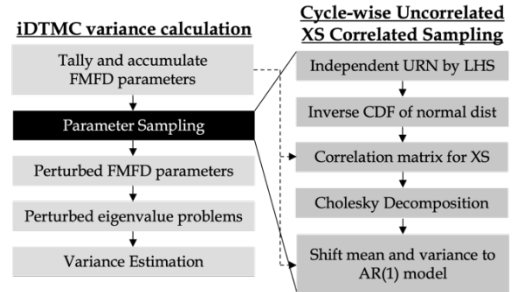 iDTMC variance calculation
Tally and accumulate
FMFD parameters
Parameter Sampling
Perturbed FMFD parameters
Perturbed eigenvalue problems
Variance Estimation
Cycle-wise Uncorrelated
XS Correlated Sampling
Independent URN by LHS
Inverse CDF of normal dist
Correlation matrix for XS
Cholesky Decomposition
Shift mean and variance to
AR(1) model